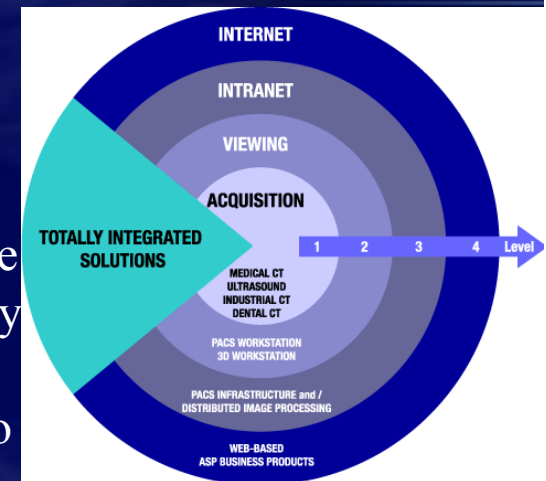 INTERNET
INTRANET
VIEWING
ACQUISITION
TOTALLY INTEGRATED
SOLUTIONS
1 2 3 4 Level
MEDICAL CT
ULTRASOUND
INDUSTRIAL CT
DENTAL CT
PACS WORKSTATION
3D WORKSTATION
PACS INFRASTRUCTURE and /
DISTRIBUTED IMAGE PROCESSING
WEB-BASED
ASP BUSINESS PRODUCTS
e
y